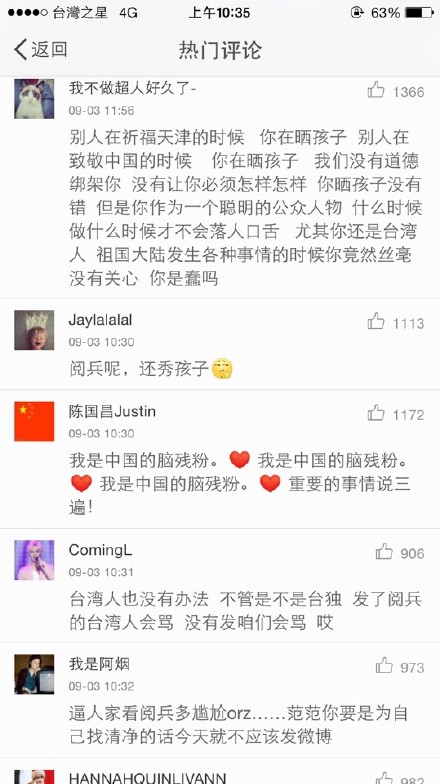 台灣之星 4G 上午10:35 63%
返回 热门评论
我不做超人好久了- 1366
09-03 11:56
别人在祈福天津的时候 你在晒孩子 别人在
致敬中国的时候 你在晒孩子 我们没有道德
绑架你 没有让你必须怎样怎样 你晒孩子没有
错 但是你作为一个聪明的公众人物 什么时候
做什么时候才不会落人口舌 尤其你还是台湾
人 祖国大陆发生各种事情的时候你竟然丝毫
没有关心 你是蠢吗
Jaylalalal 1113
09-03 10:30
阅兵呢，还秀孩子
陈国昌Justin 1172
09-03 10:30
我是中国的脑残粉。❤️ 我是中国的脑残粉。
❤️ 我是中国的脑残粉。❤️ 重要的事情说三
遍！
ComingL 906
09-03 10:31
台湾人也没有办法 不管是不是台独 发了阅兵
的台湾人会骂 没有发咱们会骂 哎
我是阿烟 973
09-03 10:32
逼人家看阅兵多尴尬orz……范范你要是为自
己找清净的话今天就不应该发微博
HANNAHQUINLIVANN 982